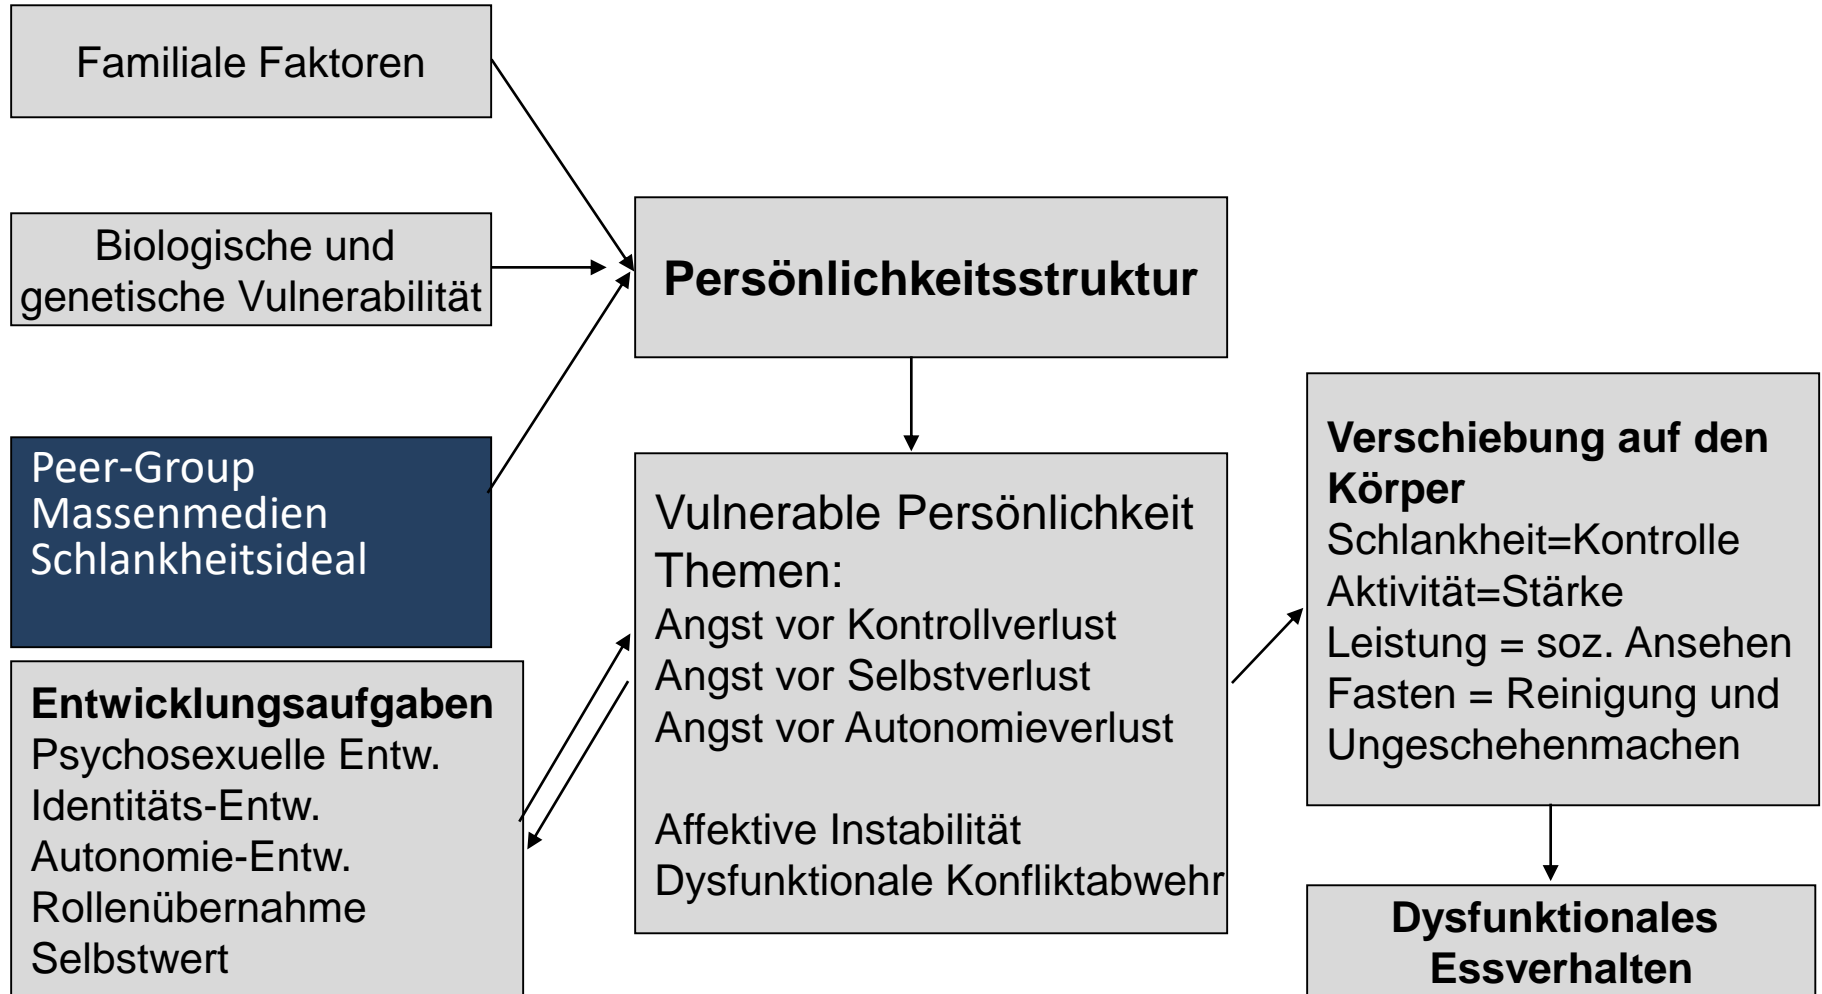 Familiale Faktoren
Biologische und
genetische Vulnerabilität
Peer-Group
Massenmedien
Schlankheitsideal
Entwicklungsaufgaben
Psychosexuelle Entw.
Identitäts-Entw.
Autonomie-Entw.
Rollenübernahme
Selbstwert
Persönlichkeitsstruktur
Vulnerable Persönlichkeit
Themen:
Angst vor Kontrollverlust
Angst vor Selbstverlust
Angst vor Autonomieverlust
Affektive Instabilität
Dysfunktionale Konfliktabwehr
Verschiebung auf den
Körper
Schlankheit=Kontrolle
Aktivität=Stärke
Leistung = soz. Ansehen
Fasten = Reinigung und
Ungeschehenmachen
Dysfunktionales
Essverhalten